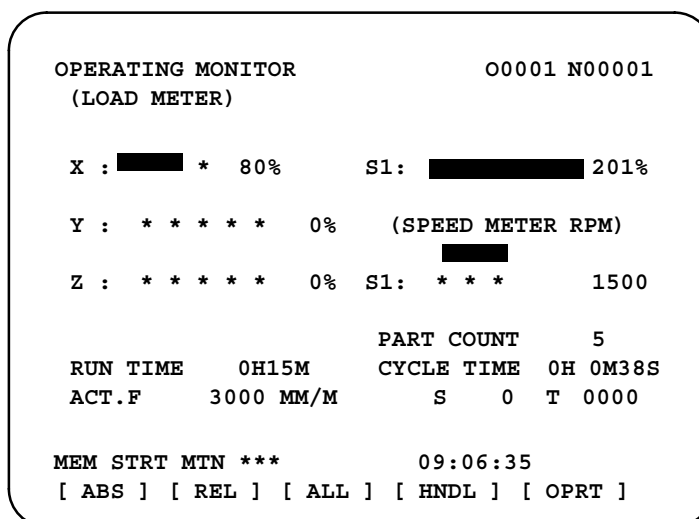 OPERATING MONITOR O0001 N00001
(LOAD METER)
X : * 80% S1: 201%
Y : * * * * * 0% (SPEED METER RPM)
Z : * * * * * 0% S1: * * * 1500
PART COUNT 5
RUN TIME 0H15M CYCLE TIME 0H 0M38S
ACT.F 3000 MM/M S 0 T 0000
MEM STRT MTN *** 09:06:35
[ ABS ] [ REL ] [ ALL ] [ HNDL ] [ OPRT ]